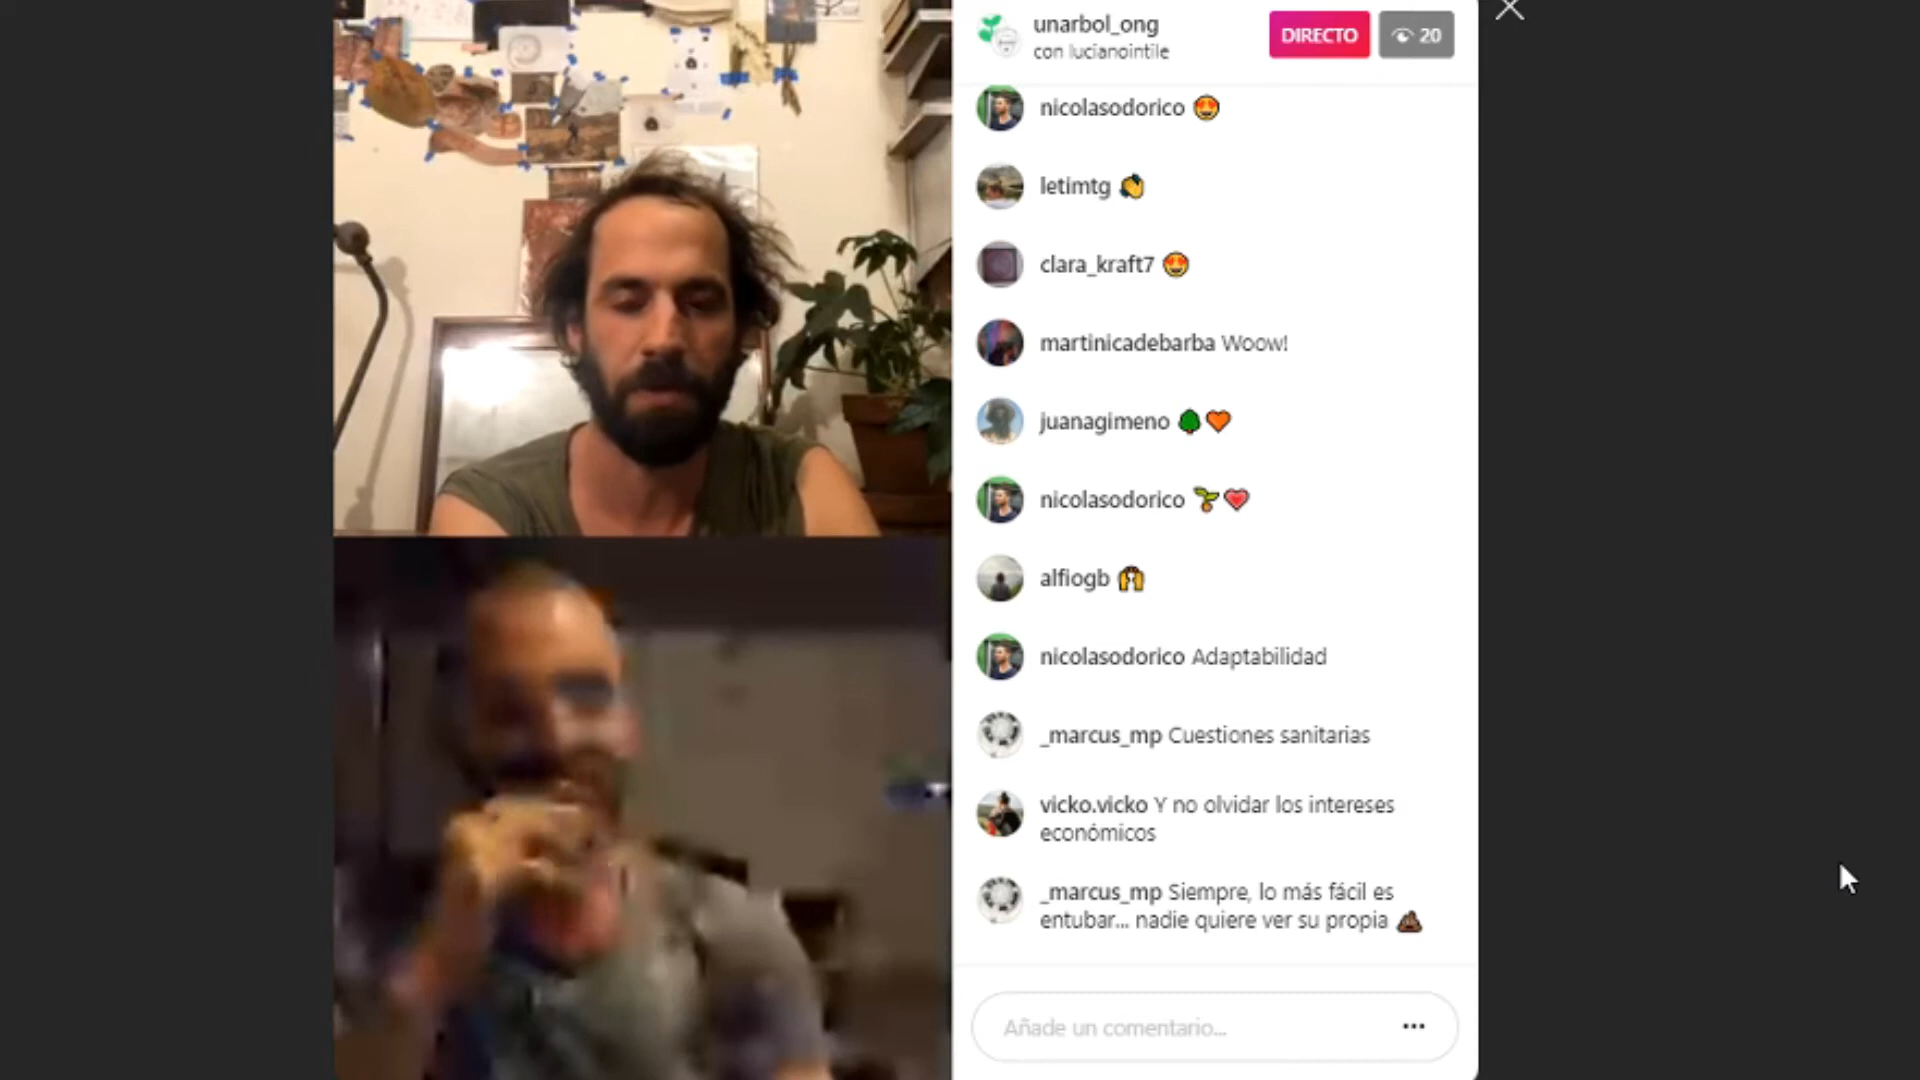 unarbol_ong
con lucianointile
DIRECTO
20
nicolasodorico 😍
letimtg 👏
clara_kraft7 😍
martinicadebarba Woow!
juanagimeno 🌳🧡
nicolasodorico 🌱💗
alfiogb 🙌
nicolasodorico Adaptabilidad
_marcus_mp Cuestiones sanitarias
vicko.vicko Y no olvidar los intereses
económicos
_marcus_mp Siempre, lo más fácil es
entubar... nadie quiere ver su propia 💩
Añade un comentario...